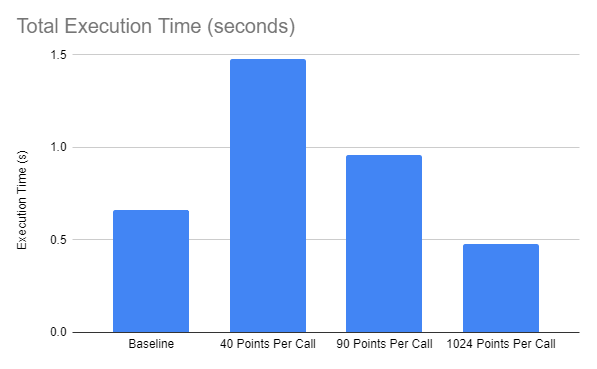 Total Execution Time (seconds)
Execution Time (s)
1.5
1.0
0.5
0.0
Baseline
40 Points Per Call
90 Points Per Call
1024 Points Per Call